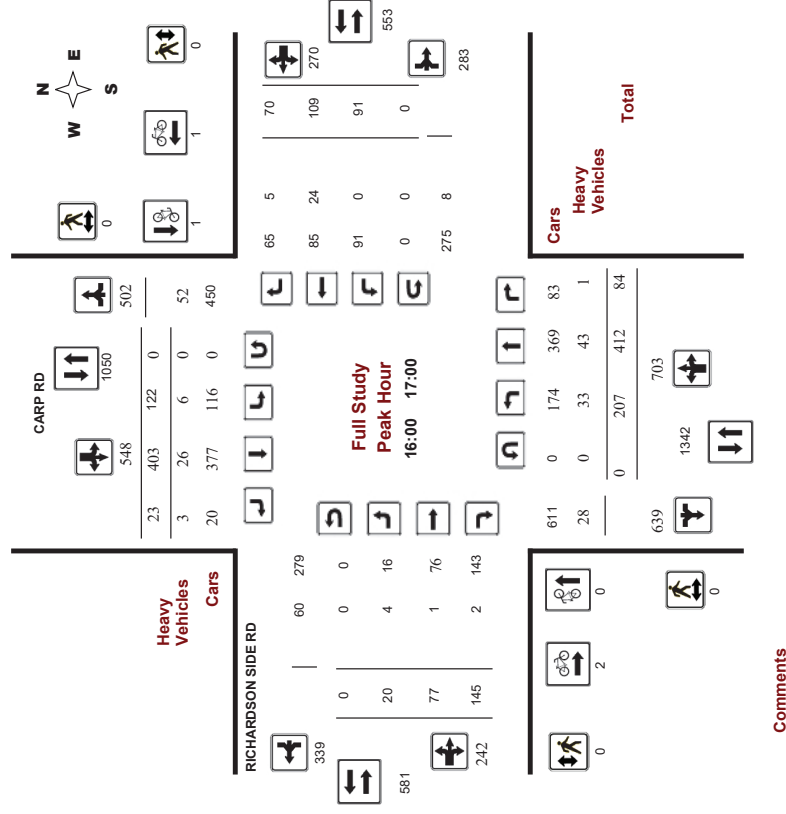 N
W E
S
0
0
1
1
CARP RD
1050
548
502
23 403 122 0
3 26 6 0 52
20 377 116 0 450
Heavy
Vehicles
Cars
553
270
283
65 5 70
85 24 109
91 0 91
0 0 0
275 8
RICHARDSON SIDE RD
339
581
242
60 279
0 0 0
20 4 16
77 1 76
145 2 143
Full Study
Peak Hour
16:00 17:00
Cars
Heavy
Vehicles
Total
611 0 174 369 83
28 0 33 43 1
0 207 412 84
639
703
1342
0
2
0
0
Comments